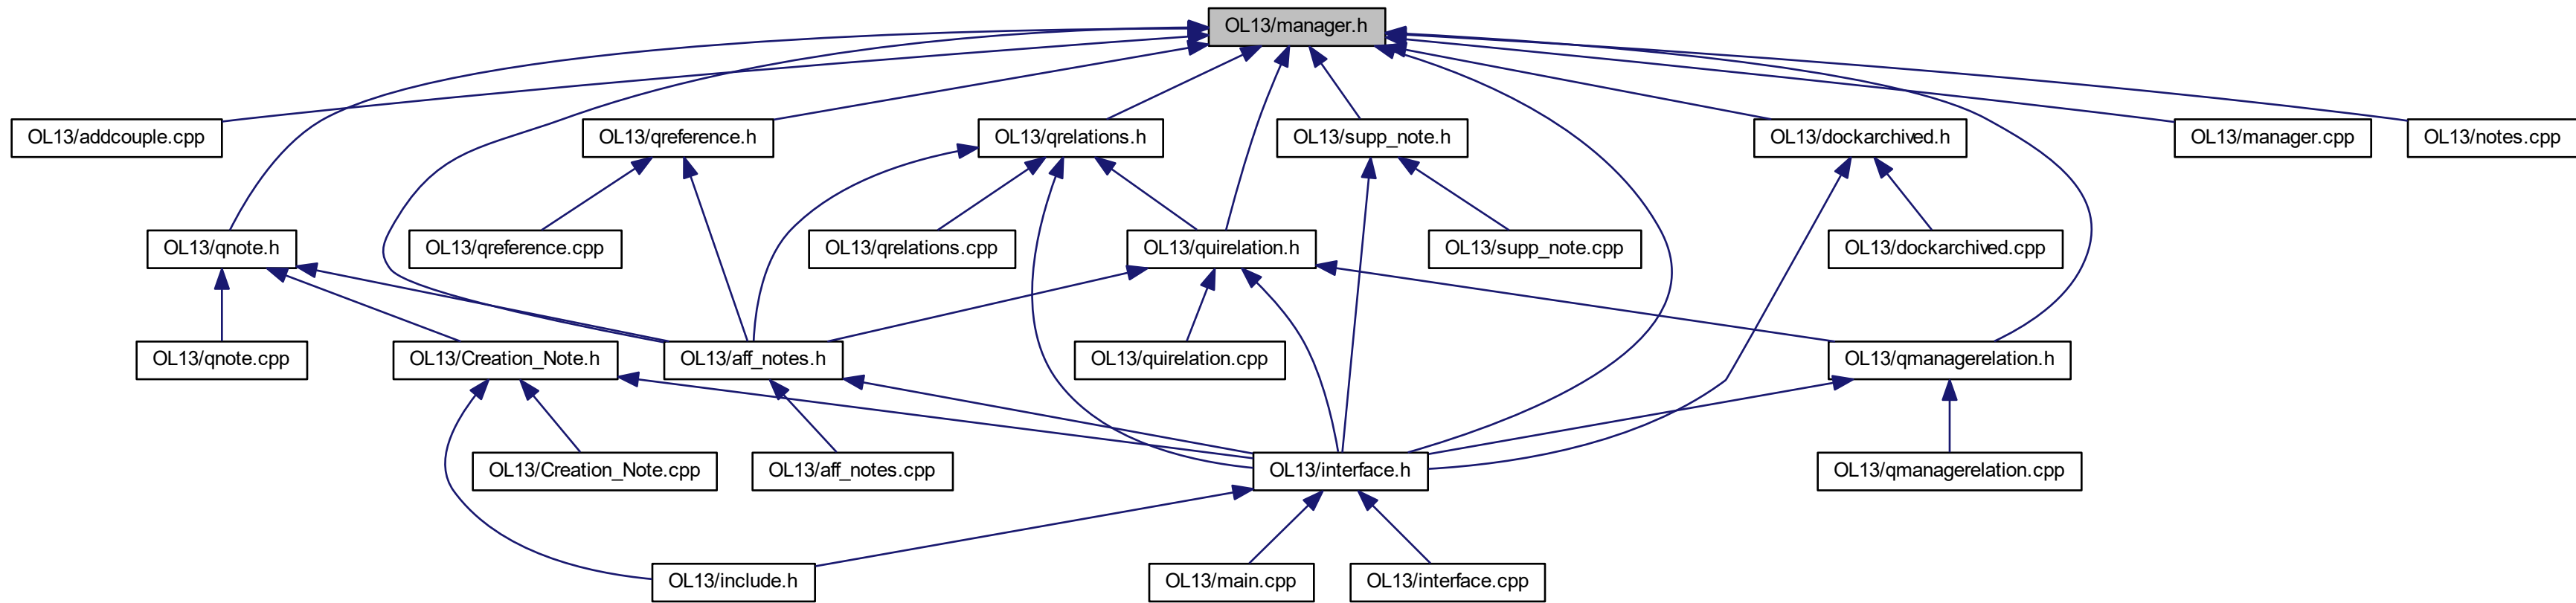 OL13/manager.h
OL13/addcouple.cpp
OL13/qreference.h
OL13/qrelations.h
OL13/supp_note.h
OL13/dockarchived.h
OL13/manager.cpp
OL13/notes.cpp
OL13/qnote.h
OL13/qreference.cpp
OL13/qrelations.cpp
OL13/quirelation.h
OL13/supp_note.cpp
OL13/dockarchived.cpp
OL13/qnote.cpp
OL13/Creation_Note.h
OL13/aff_notes.h
OL13/quirelation.cpp
OL13/qmanagerelation.h
OL13/Creation_Note.cpp
OL13/aff_notes.cpp
OL13/interface.h
OL13/qmanagerelation.cpp
OL13/include.h
OL13/main.cpp
OL13/interface.cpp